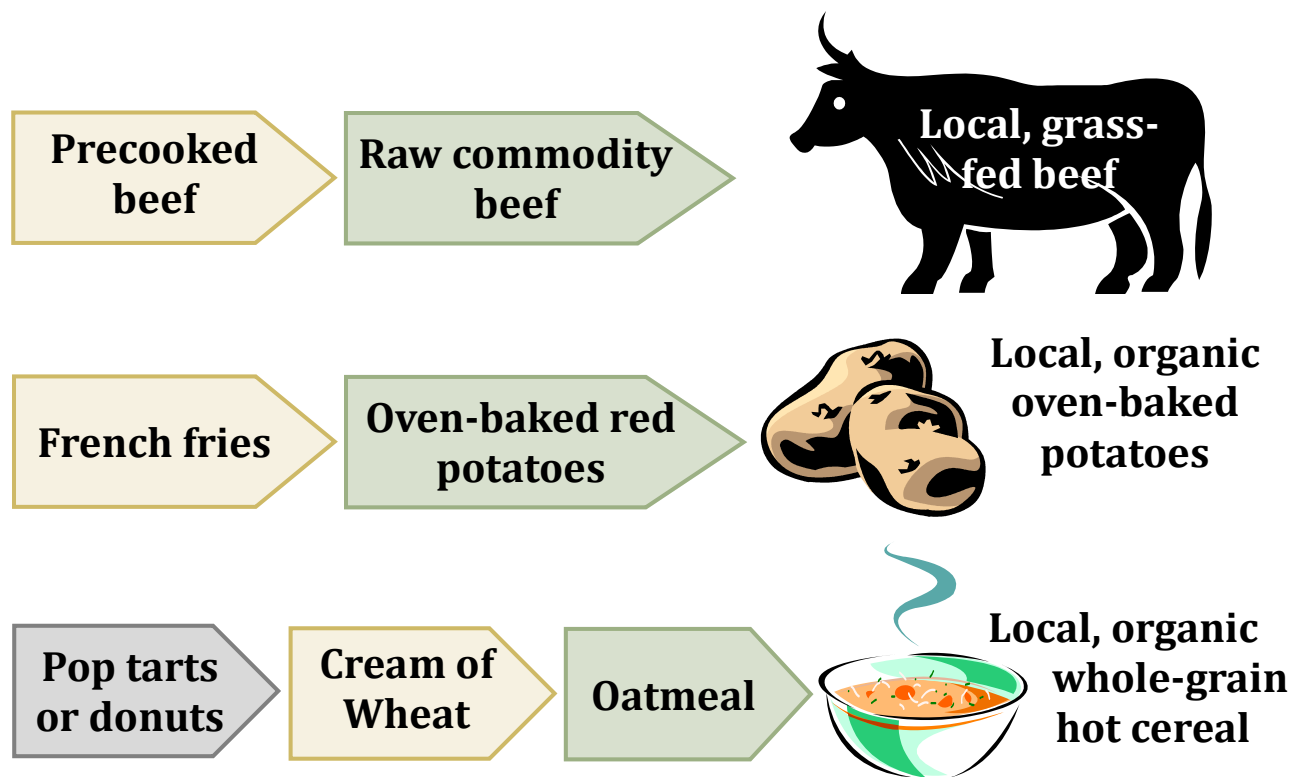 Precooked
beef
Raw commodity
beef
Local, grass-
fed beef
French fries
Oven-baked red
potatoes
Local, organic
oven-baked
potatoes
Pop tarts
or donuts
Cream of
Wheat
Oatmeal
Local, organic
whole-grain
hot cereal